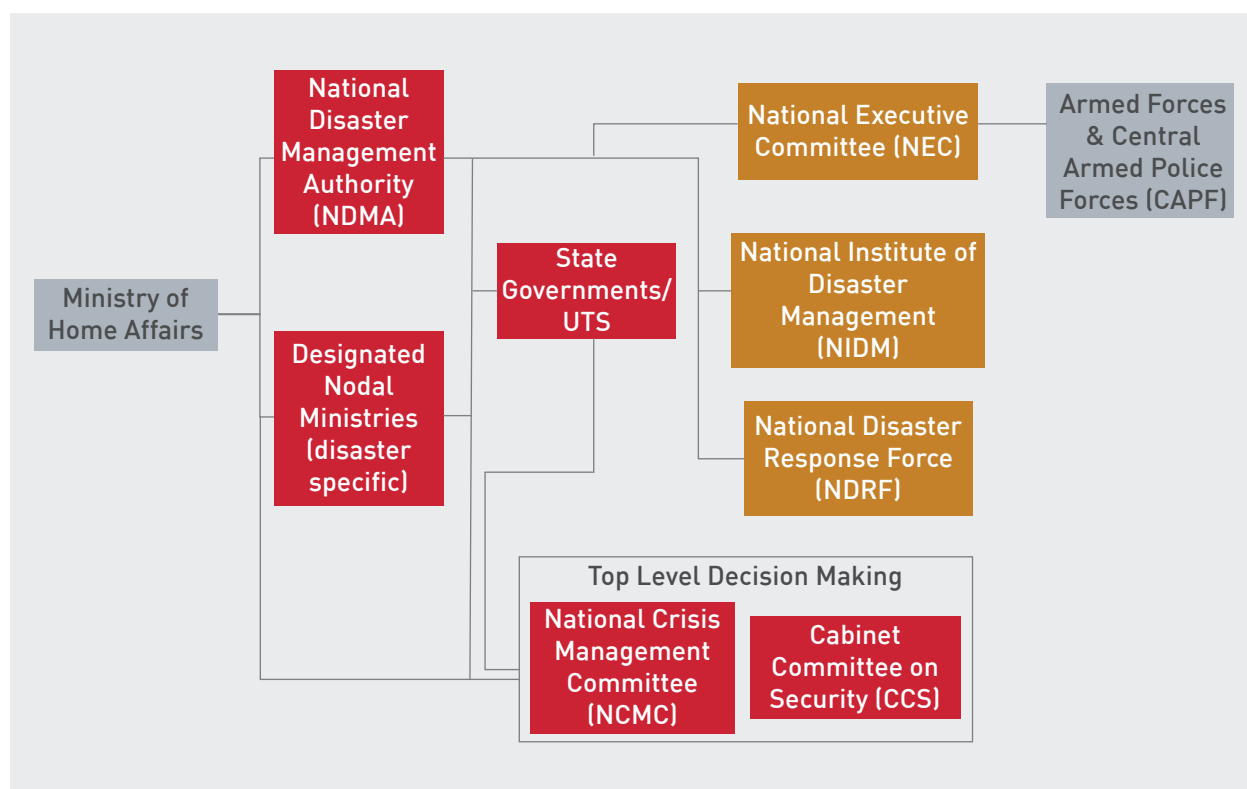 National
Disaster
Management
Authority
(NDMA)
National Executive
Committee (NEC)
Armed Forces
& Central
Armed Police
Forces (CAPF)
Ministry of
Home Affairs
State
Governments/
UTS
National Institute of
Disaster
Management
(NIDM)
Designated
Nodal
Ministries
(disaster
specific)
National Disaster
Response Force
(NDRF)
Top Level Decision Making
National Crisis
Management
Committee
(NCMC)
Cabinet
Committee on
Security (CCS)